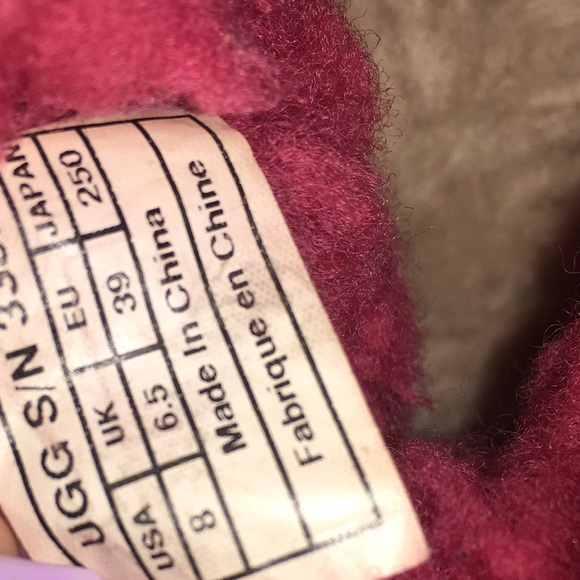 UGG S/N
USA UK EU JAPAN
8 6.5 39 250
Made In China
Fabrique en Chine